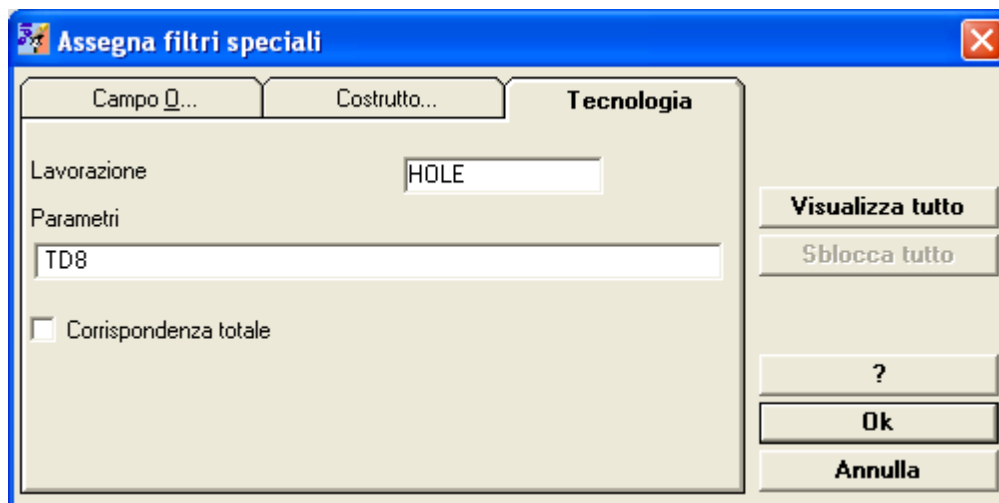 Assegna filtri speciali
Campo O...
Costrutto...
Tecnologia
Lavorazione
HOLE
Parametri
TD8
Corrispondenza totale
Visualizza tutto
Sblocca tutto
?
Ok
Annulla